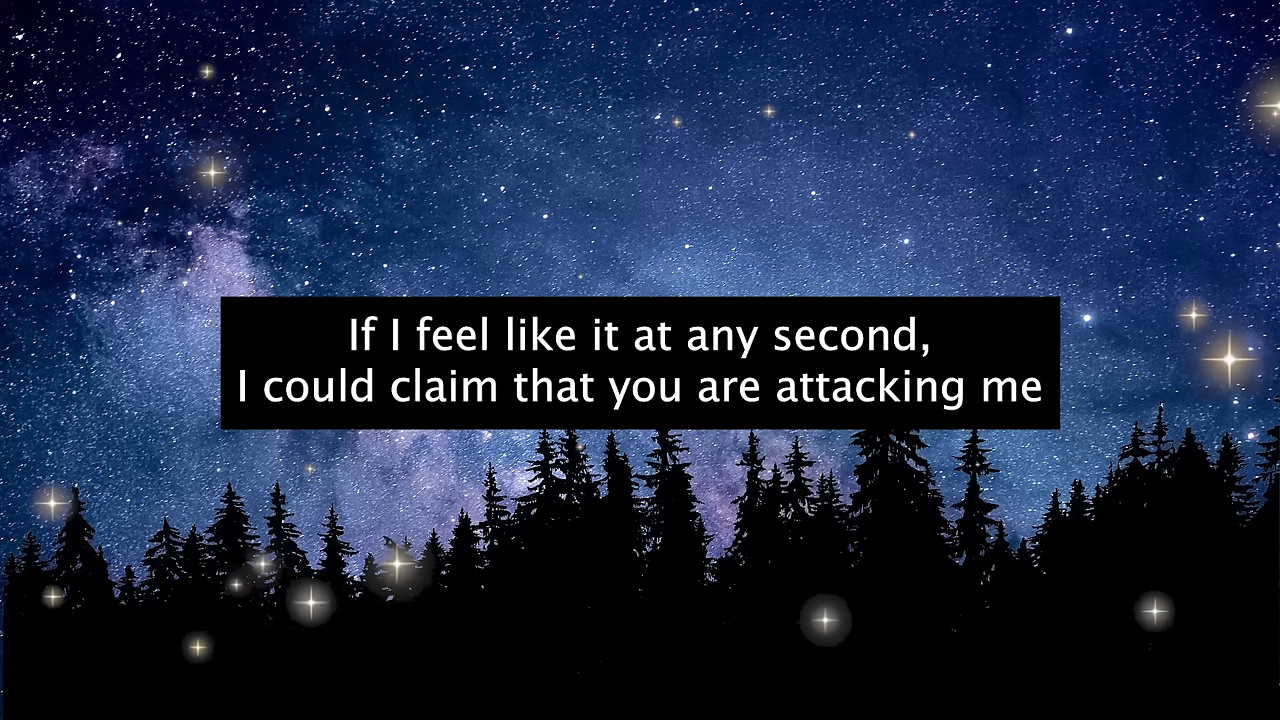 If I feel like it at any second,
I could claim that you are attacking me